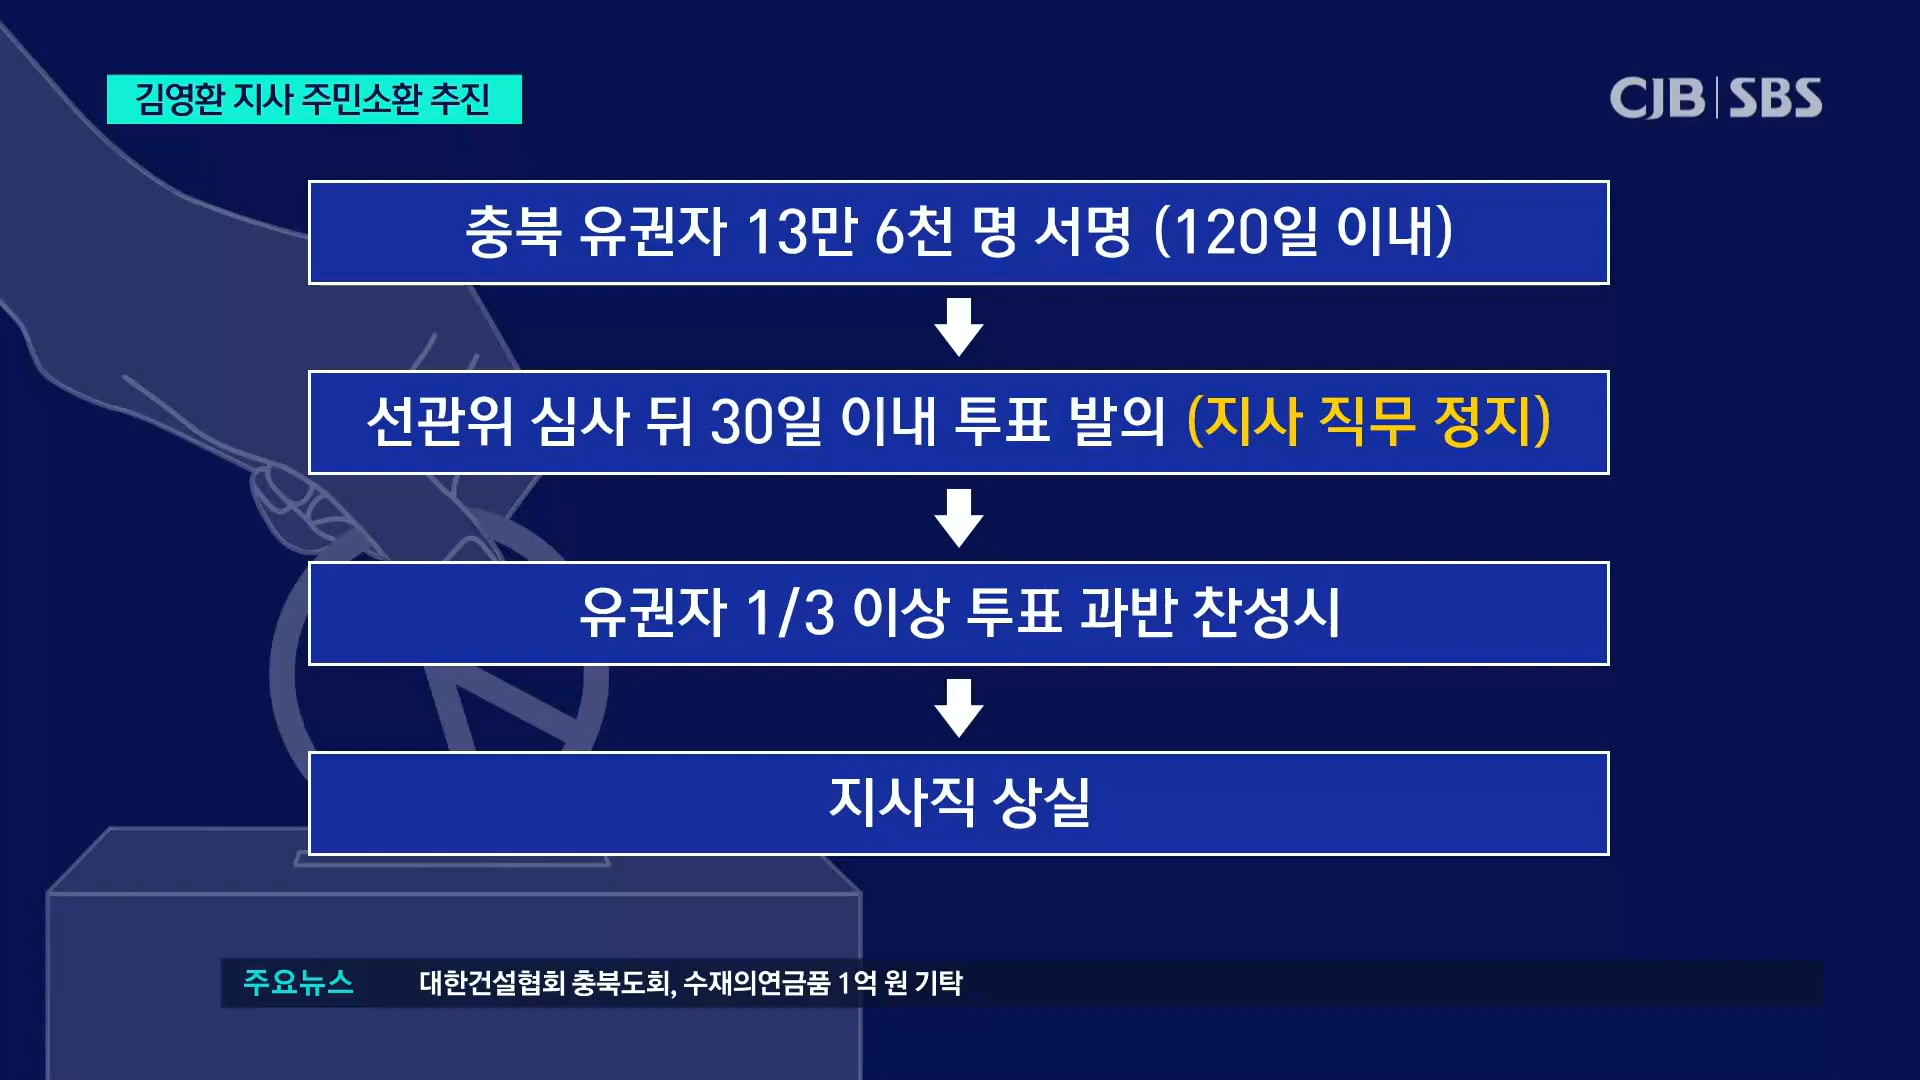 김영환 지사 주민소환 추진
CJB SBS
충북 유권자 13만 6천 명 서명 (120일 이내)
선관위 심사 뒤 30일 이내 투표 발의 (지사 직무 정지)
유권자 1/3 이상 투표 과반 찬성시
지사직 상실
주요뉴스 대한건설협회 충북도회, 수재의연금품 1억 원 기탁